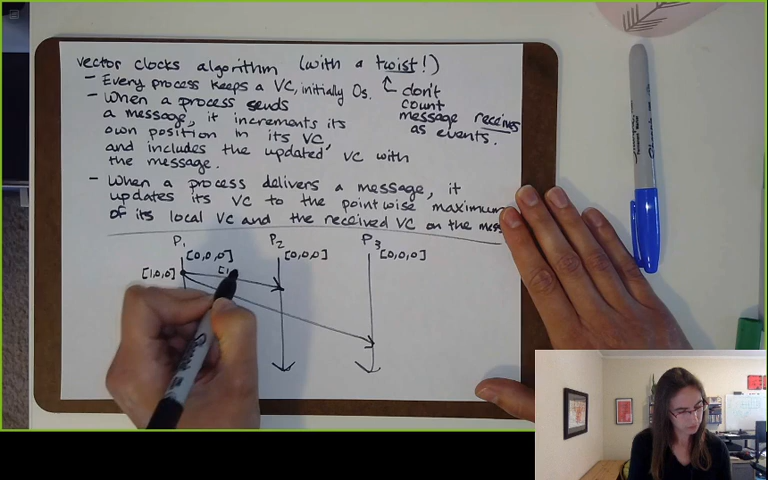 vector clocks algorithm (with a twist!)
- Every process keeps a VC, initially 0s.
don't
count
message receives
as events.
- When a process sends
a message, it increments its
own position in its VC,
and includes the updated VC with
the message.
- When a process delivers a message, it
updates its VC to the pointwise maximum
of its local VC and the received VC on the
P1 P2 P3
[0,0,0] [0,0,0] [0,0,0]
[1,0,0] [1,